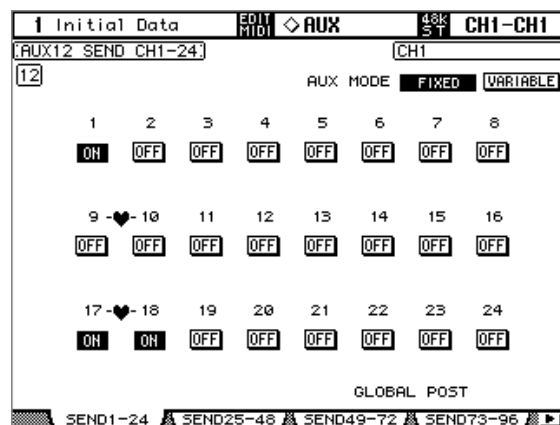 1 Initial Data EDIT MIDI ◇AUX 48k ST CH1-CH1
AUX12 SEND CH1-24 CH1
12
AUX MODE FIXED VARIABLE
1 2 3 4 5 6 7 8
ON OFF OFF OFF OFF OFF OFF OFF
9 -♥- 10 11 12 13 14 15 16
OFF OFF OFF OFF OFF OFF OFF OFF
17 -♥- 18 19 20 21 22 23 24
ON ON OFF OFF OFF OFF OFF OFF
GLOBAL POST
SEND1-24 SEND25-48 SEND49-72 SEND73-96